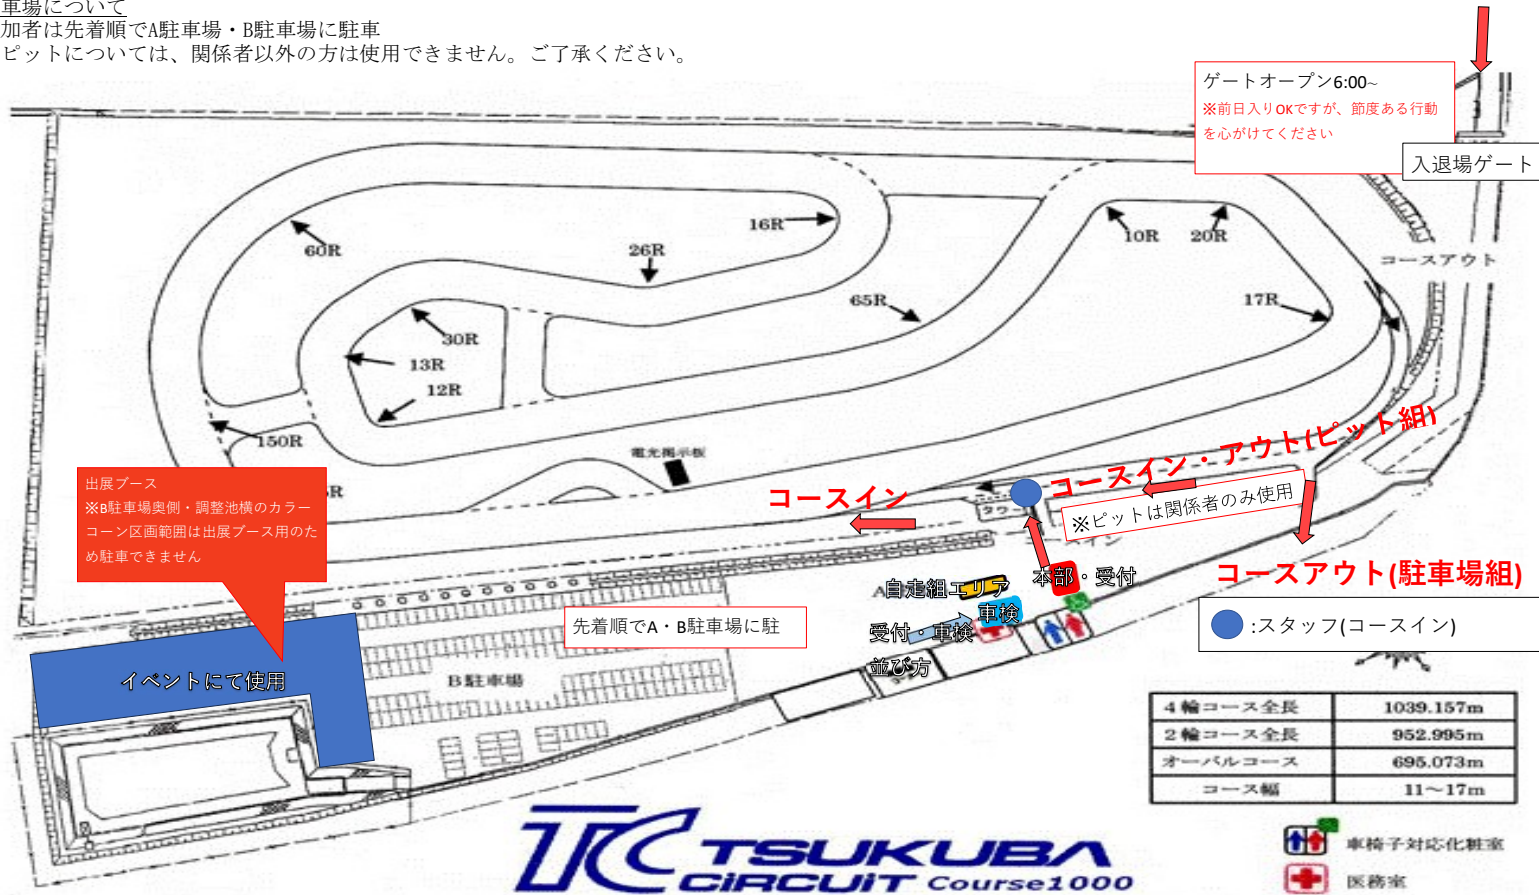 車場について
加者は先着順でA駐車場・B駐車場に駐車
ピットについては、関係者以外の方は使用できません。ご了承ください。
ゲートオープン6:00~
※前日入りOKですが、節度ある行動
を心がけてください
入退場ゲート
16R
60R
26R
10R
20R
コースアウト
65R
17R
30R
13R
12R
150R
電光掲示板
コースイン・アウト(ピット組)
コースイン
タワー
※ピットは関係者のみ使用
コースイン
出展ブース
※B駐車場奥側・調整池横のカラー
コーン区画範囲は出展ブース用のた
め駐車できません
コースアウト(駐車場組)
本部・受付
A
自走組エリア
車検
先着順でA・B駐車場に駐
受付・車検
並び方
:スタッフ(コースイン)
イベントにて使用
B駐車場
4輪コース全長 1039.157m
2輪コース全長 952.995m
オーバルコース 695.073m
コース幅 11～17m
TC TSUKUBA
CiRCUiT Course1000
車椅子対応化粧室
医務室